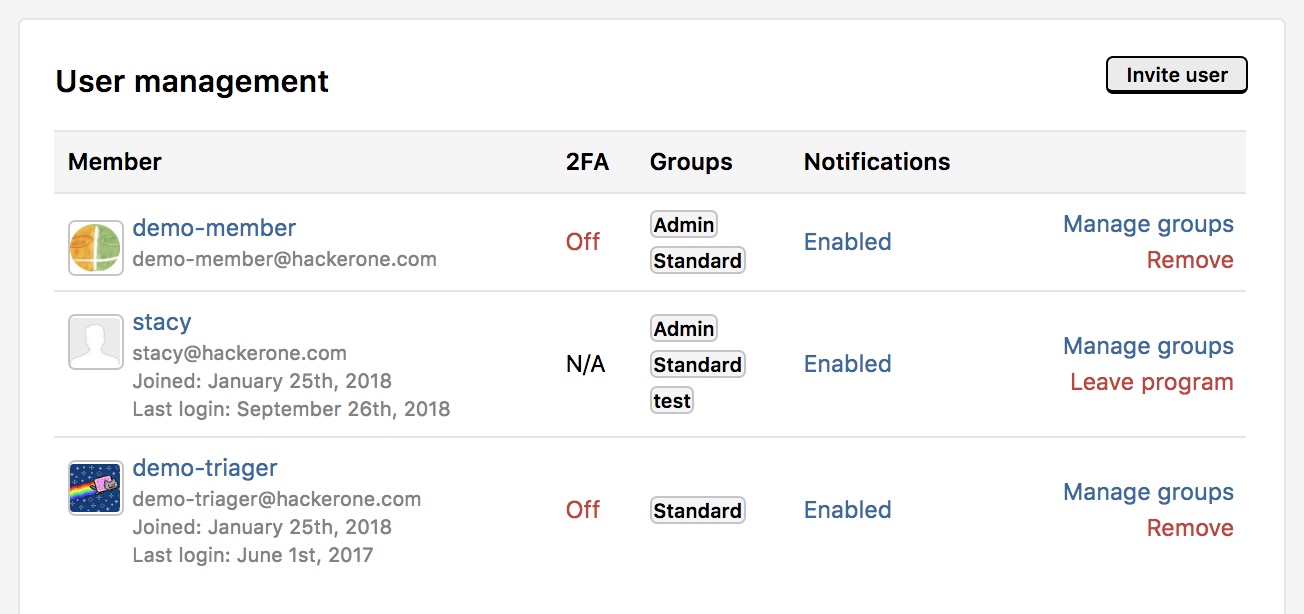 User management
Invite user
Member 2FA Groups Notifications
demo-member
demo-member@hackerone.com
Off
Admin
Standard
Enabled
Manage groups
Remove
stacy
stacy@hackerone.com
Joined: January 25th, 2018
Last login: September 26th, 2018
N/A
Admin
Standard
test
Enabled
Manage groups
Leave program
demo-triager
demo-triager@hackerone.com
Joined: January 25th, 2018
Last login: June 1st, 2017
Off
Standard
Enabled
Manage groups
Remove